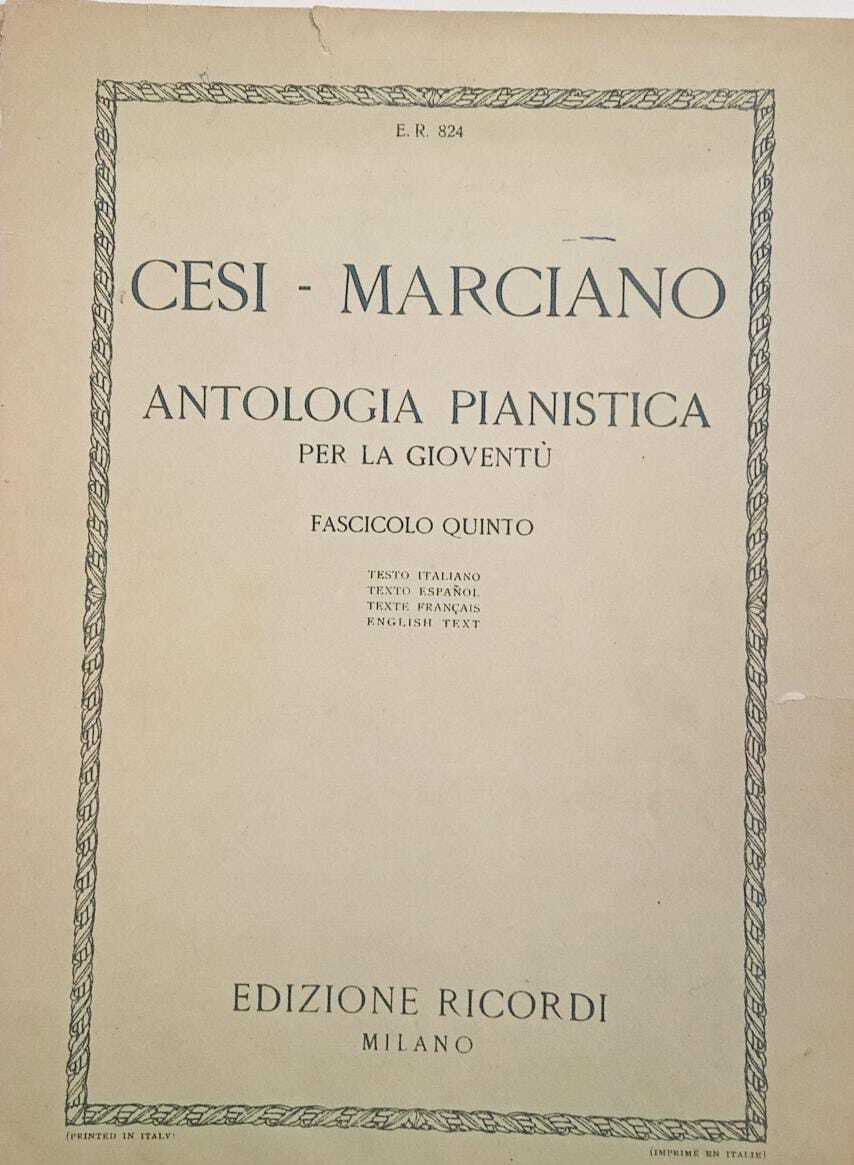 E. R. 824
CESI - MARCIANO
ANTOLOGIA PIANISTICA
PER LA GIOVENTÙ
FASCICOLO QUINTO
TESTO ITALIANO
TEXTO ESPAÑOL
TEXTE FRANÇAIS
ENGLISH TEXT
EDIZIONE RICORDI
MILANO
(PRINTED IN ITALY)
(IMPRIMÉ EN ITALIE)